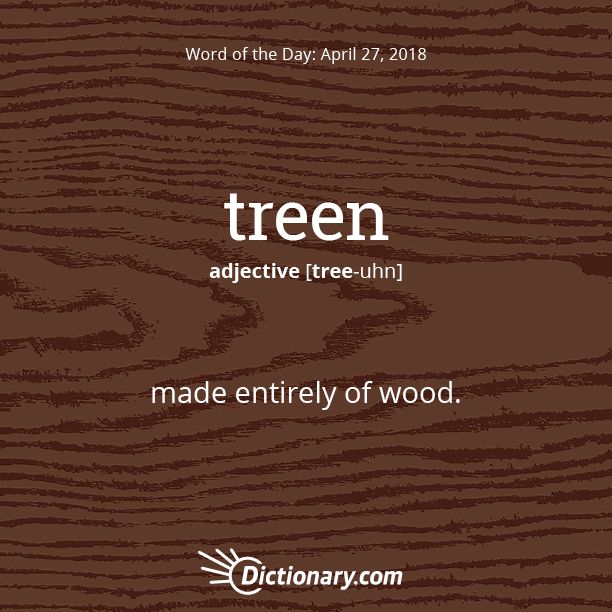 Word of the Day: April 27, 2018
treen
adjective [tree-uhn]
made entirely of wood.
Dictionary.com